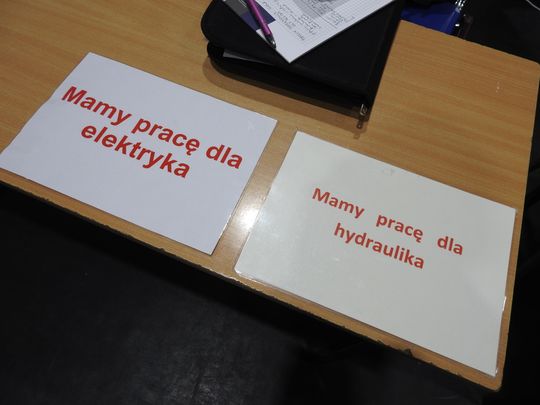 Mamy pracę dla
elektryka
Mamy pracę dla
hydraulika